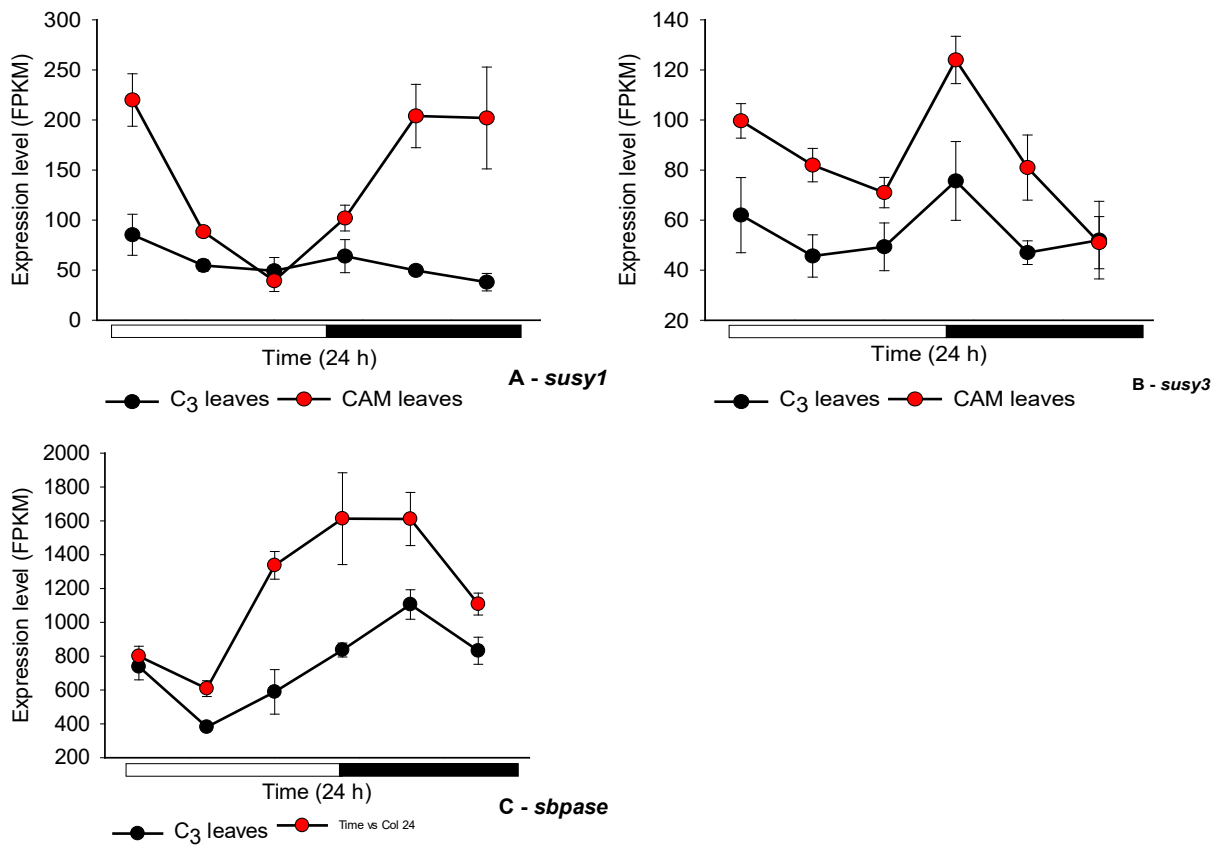 Expression level (FPKM)
300
250
200
150
100
50
0
Time (24 h)
A - susy1
C3 leaves CAM leaves
Expression level (FPKM)
140
120
100
80
60
40
20
Time (24 h)
B - susy3
C3 leaves CAM leaves
Expression level (FPKM)
2000
1800
1600
1400
1200
1000
800
600
400
200
Time (24 h)
C - sbpase
C3 leaves Time vs Col 24